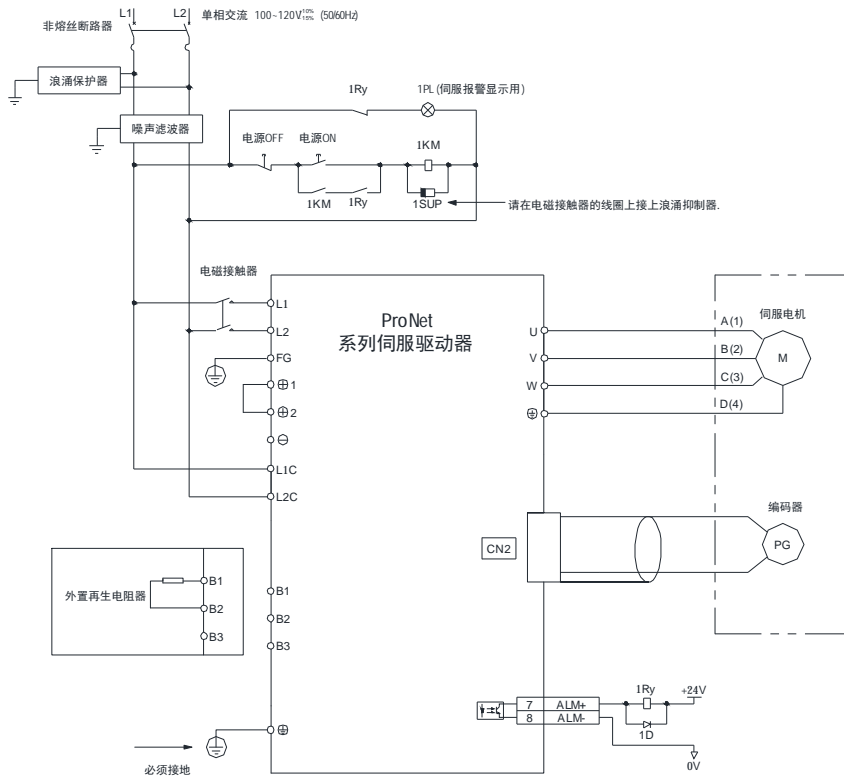 L1 L2 单相交流 100~120V +10% -15% (50/60Hz)
非熔丝断路器
浪涌保护器
1Ry 1PL (伺服报警显示用)
噪声滤波器
电源OFF 电源ON 1KM
1KM 1Ry 1SUP 请在电磁接触器的线圈上接上浪涌抑制器.
电磁接触器
L1
L2
FG
⊕1
⊕2
⊖
L1C
L2C
ProNet
系列伺服驱动器
U
V
W
A(1) 伺服电机
B(2) M
C(3)
D(4)
编码器
CN2 PG
外置再生电阻器
B1
B2
B3
B1
B2
B3
1Ry +24V
7 ALM+
8 ALM-
1D
0V
必须接地